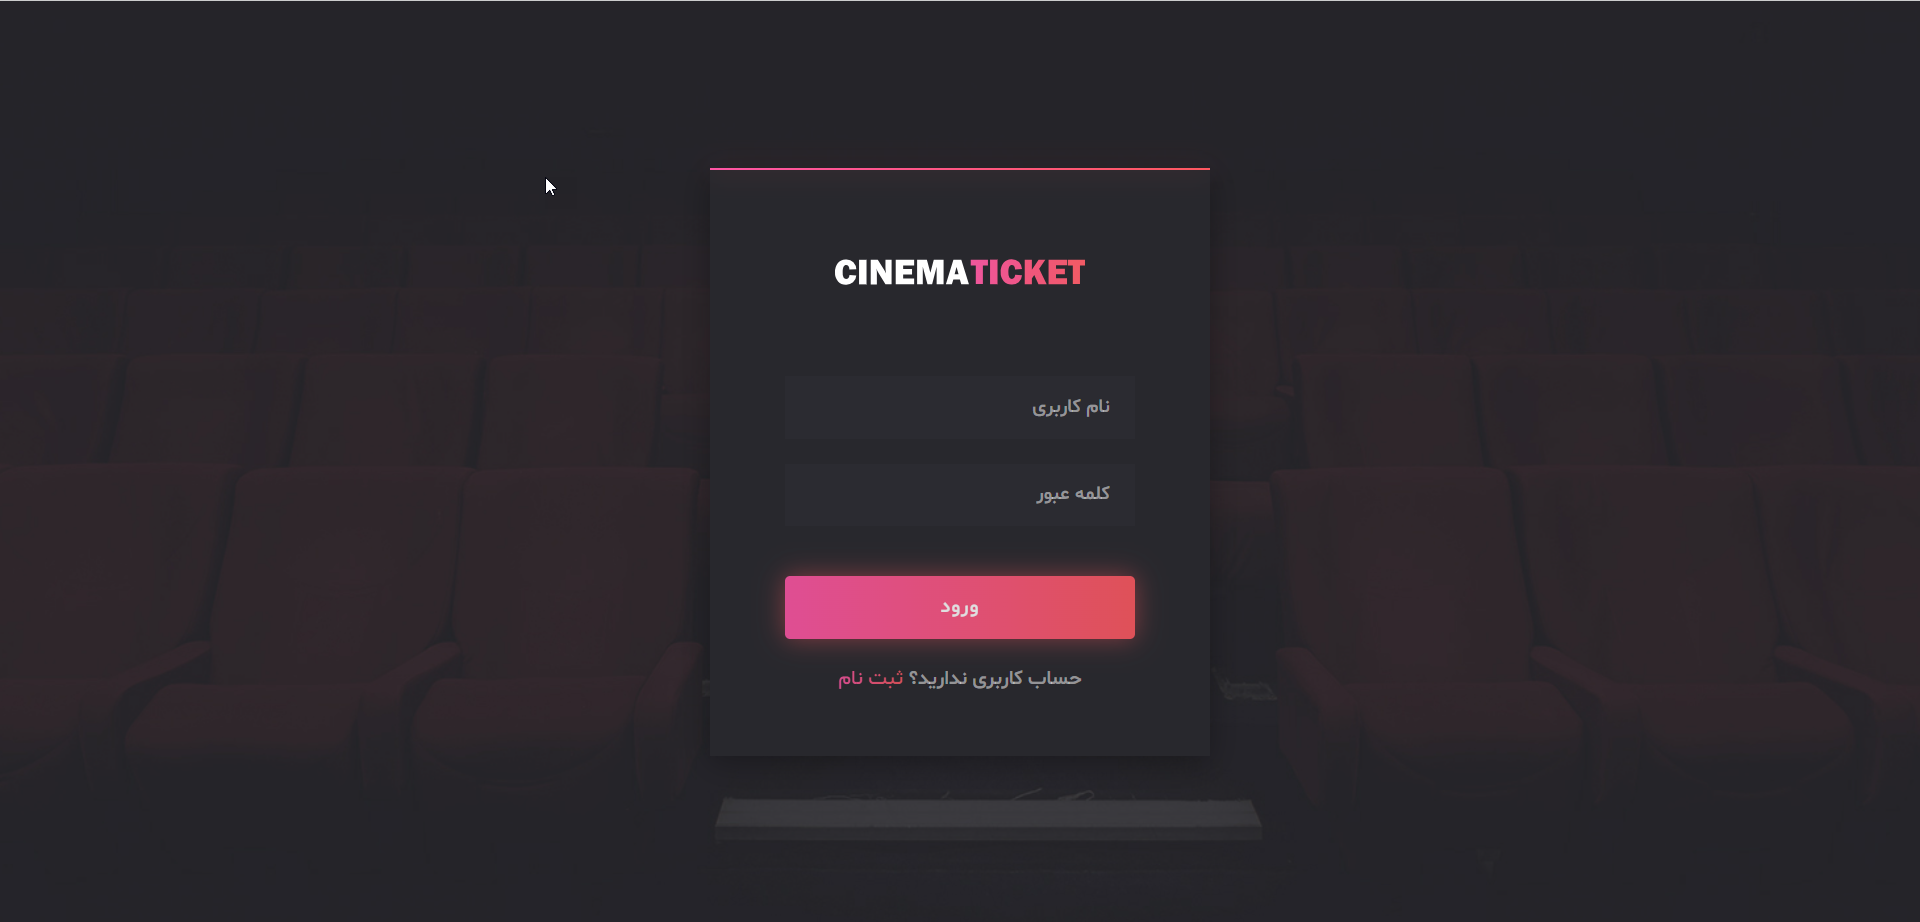 CINEMATICKET
نام کاربری
کلمه عبور
ورود
حساب کاربری ندارید؟ ثبت نام